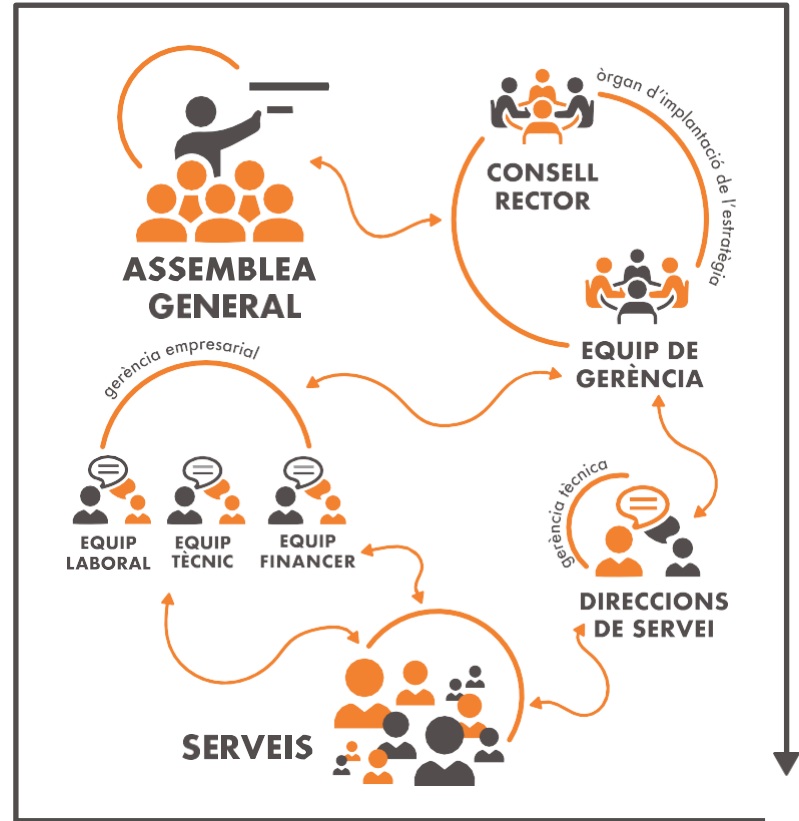 ASSEMBLEA
GENERAL
CONSELL
RECTOR
òrgan d'implantació de l'estratègia
EQUIP DE
GERÈNCIA
gerència empresarial
EQUIP
LABORAL
EQUIP
TÈCNIC
EQUIP
FINANCER
gerència tècnica
DIRECCIONS
DE SERVEI
SERVEIS